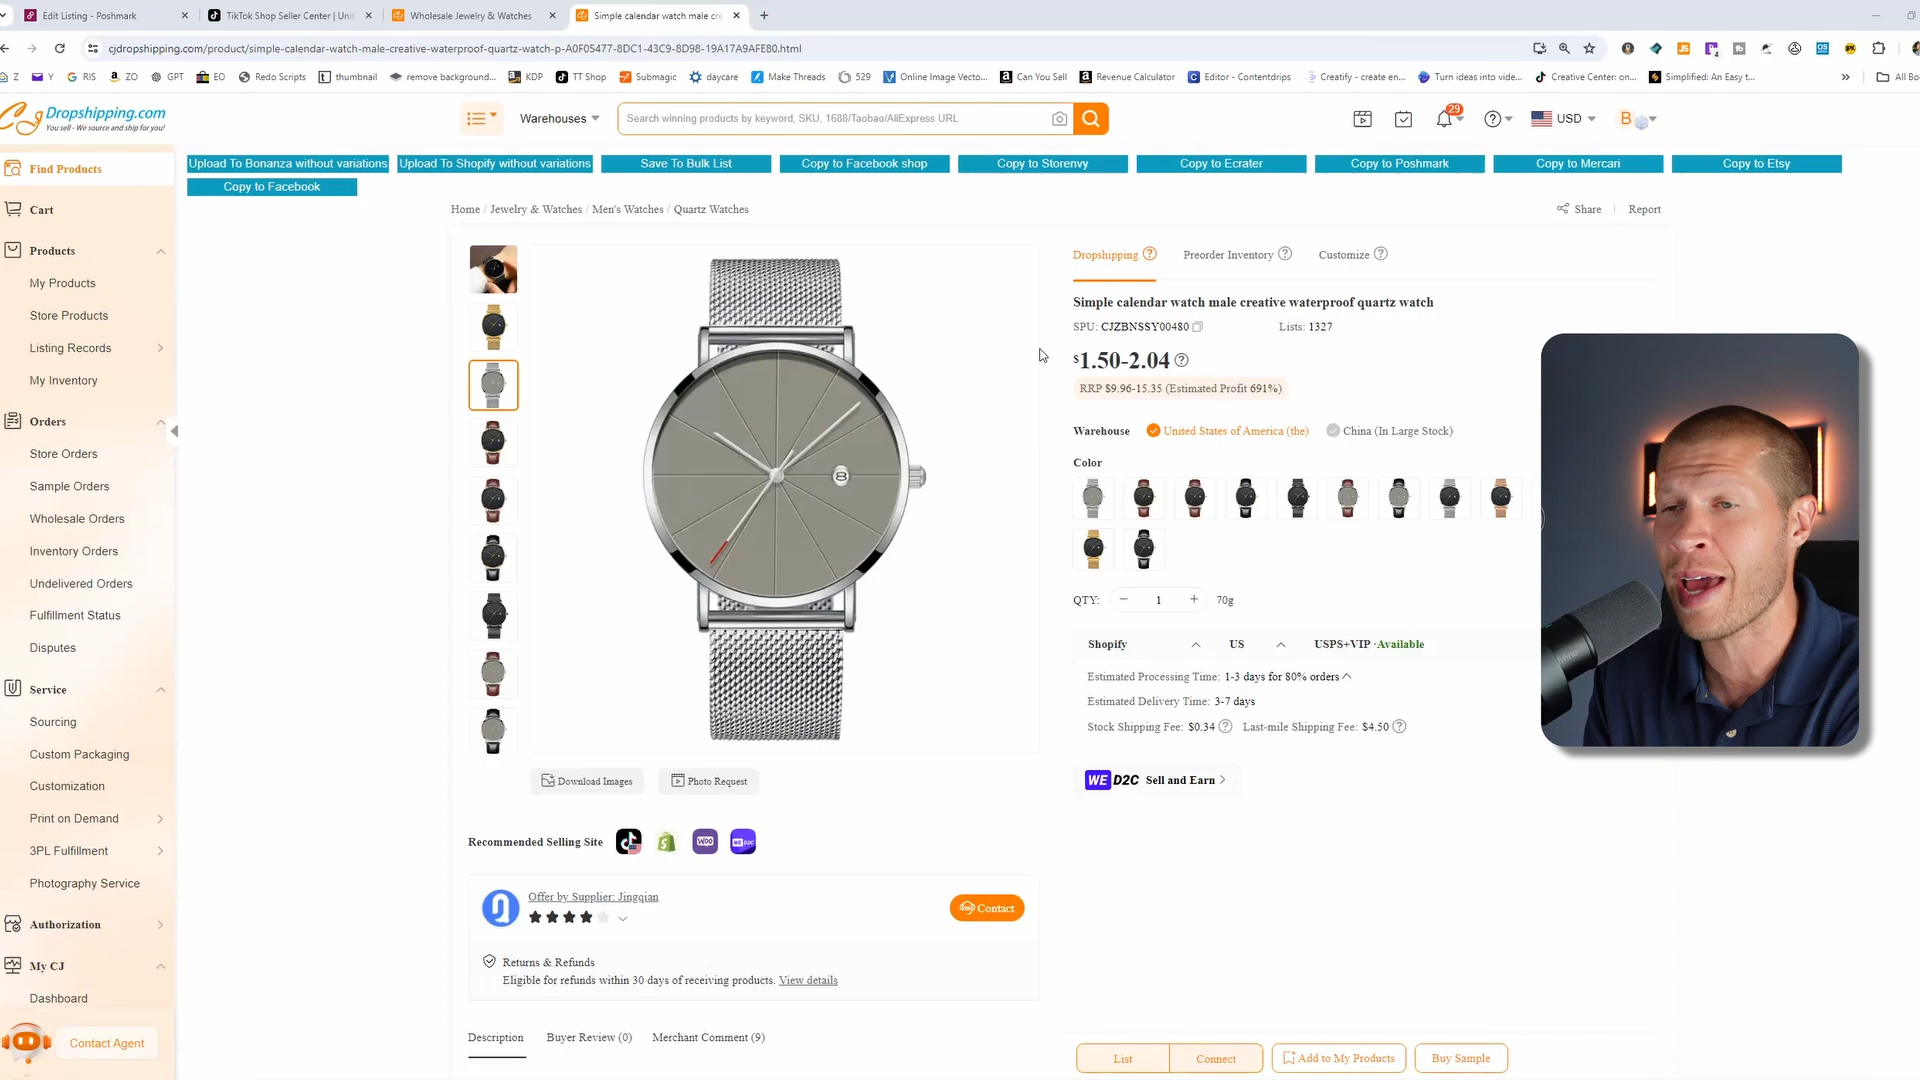 Edit Listing - Poshmark
TikTok Shop Seller Center | Uni
Wholesale Jewelry & Watches
Simple calendar watch male cre
cjdropshipping.com/product/simple-calendar-watch-male-creative-waterproof-quartz-watch-p-A0F05477-8DC1-43C9-8D98-19A17A9AFE80.html
Z
Y
RIS
ZO
GPT
EO
Redo Scripts
thumbnail
remove background...
KDP
TT Shop
Submagic
daycare
Make Threads
529
Online Image Vecto...
Can You Sell
Revenue Calculator
Editor - Contentdrips
Creatify - create en...
Turn ideas into vide...
Creative Center: on...
Simplified: An Easy t...
All Bo
CJ Dropshipping.com
You sell - We source and ship for you!
Warehouses
Search winning products by keyword, SKU, 1688/Taobao/AliExpress URL
29
USD
B
Upload To Bonanza without variations
Upload To Shopify without variations
Save To Bulk List
Copy to Facebook shop
Copy to Storenvy
Copy to Ecrater
Copy to Poshmark
Copy to Mercari
Copy to Etsy
Copy to Facebook
Find Products
Cart
Products
My Products
Store Products
Listing Records
My Inventory
Orders
Store Orders
Sample Orders
Wholesale Orders
Inventory Orders
Undelivered Orders
Fulfillment Status
Disputes
Service
Sourcing
Custom Packaging
Customization
Print on Demand
3PL Fulfillment
Photography Service
Authorization
My CJ
Dashboard
Contact Agent
Home / Jewelry & Watches / Men's Watches / Quartz Watches
Share
Report
8
Download Images
Photo Request
Recommended Selling Site
WOO
Offer by Supplier: Jingqian
Contact
Returns & Refunds
Eligible for refunds within 30 days of receiving products. View details
Description
Buyer Review (0)
Merchant Comment (9)
Dropshipping
Preorder Inventory
Customize
Simple calendar watch male creative waterproof quartz watch
SPU: CJZBNSSY00480
Lists: 1327
$1.50-2.04
RRP $9.96-15.35 (Estimated Profit 691%)
Warehouse
United States of America (the)
China (In Large Stock)
Color
QTY:
1
70g
Shopify
US
USPS+VIP ·Available
Estimated Processing Time: 1-3 days for 80% orders
Estimated Delivery Time: 3-7 days
Stock Shipping Fee: $0.34
Last-mile Shipping Fee: $4.50
WE D2C Sell and Earn
List
Connect
Add to My Products
Buy Sample